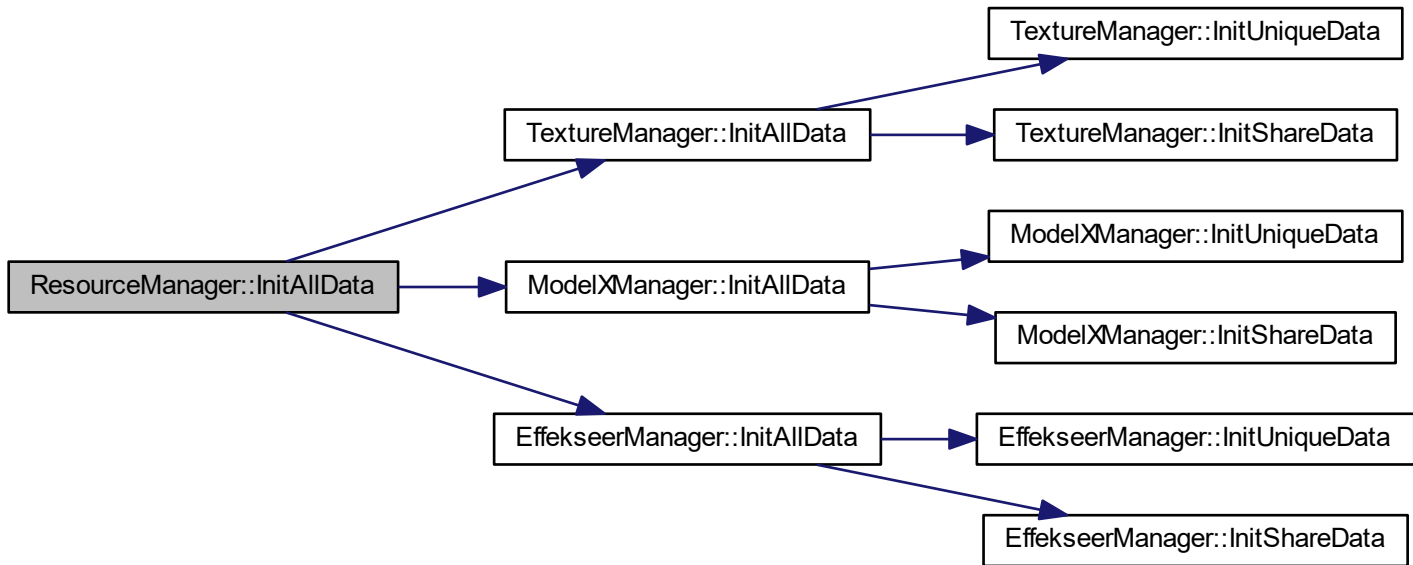 TextureManager::InitUniqueData
TextureManager::InitAllData
TextureManager::InitShareData
ModelXManager::InitUniqueData
ResourceManager::InitAllData
ModelXManager::InitAllData
ModelXManager::InitShareData
EffekseerManager::InitAllData
EffekseerManager::InitUniqueData
EffekseerManager::InitShareData